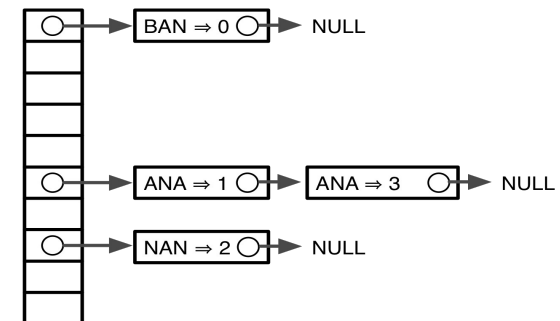 BAN ⇒ 0 NULL
ANA ⇒ 1 ANA ⇒ 3 NULL
NAN ⇒ 2 NULL